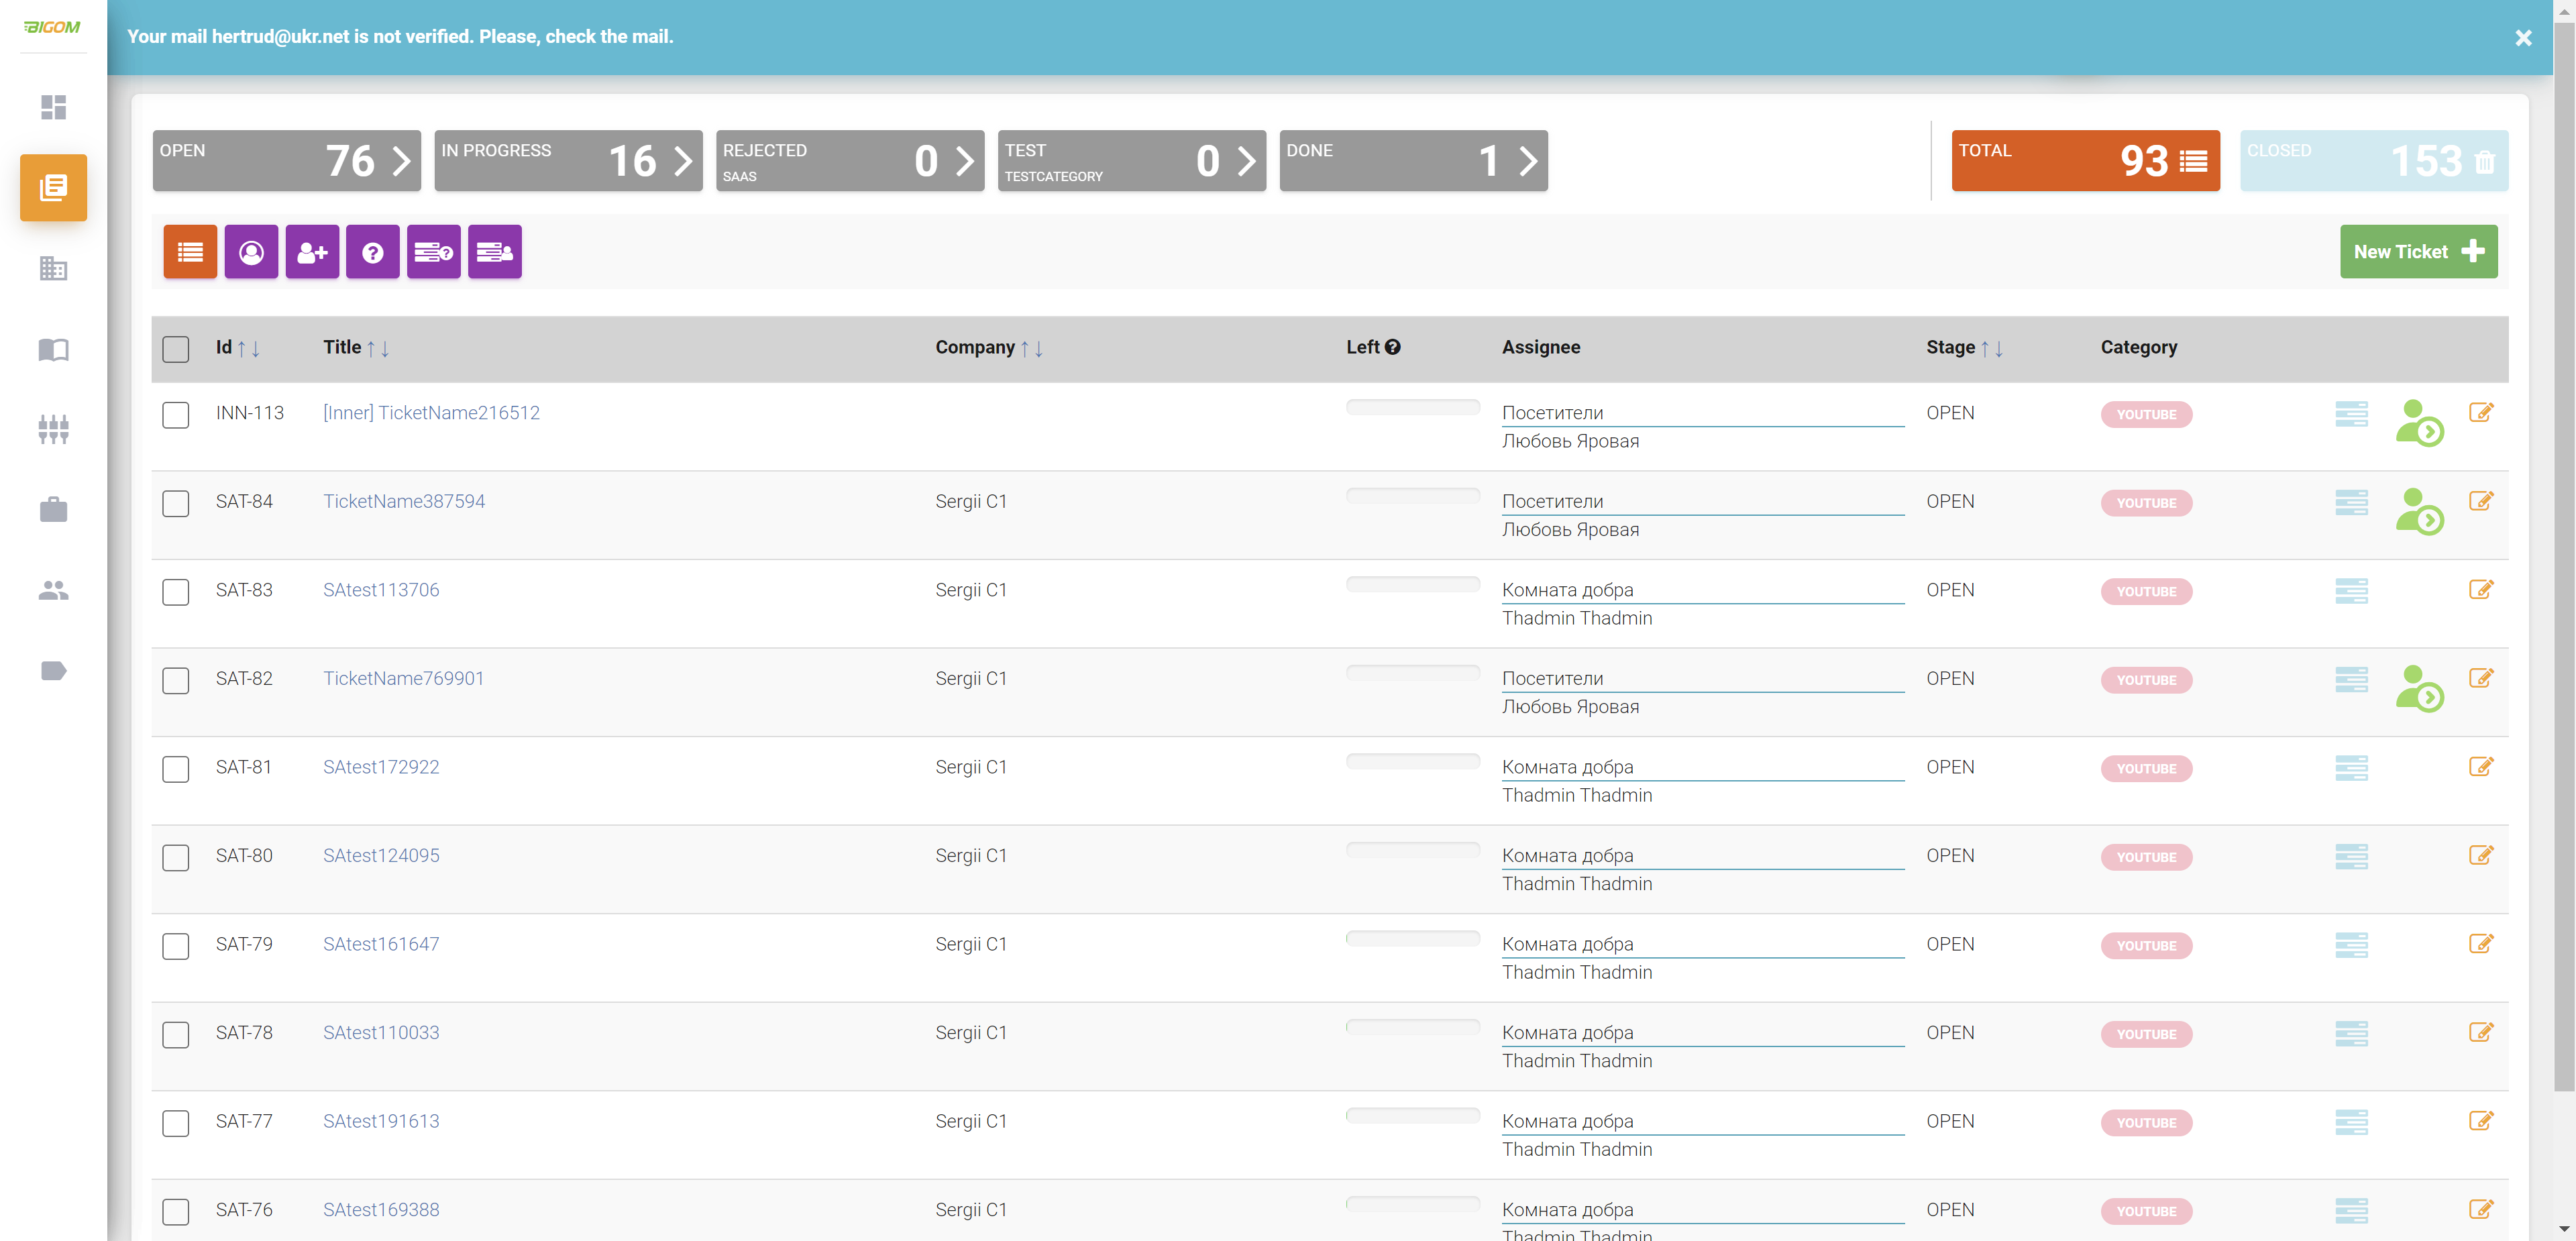 BIGOM
Your mail hertrud@ukr.net is not verified. Please, check the mail.
OPEN 76
IN PROGRESS 16
REJECTED 0
SAAS
TEST 0
TESTCATEGORY
DONE 1
TOTAL 93
CLOSED 153
New Ticket
Id Title Company Left Assignee Stage Category
INN-113 [Inner] TicketName216512 Посетители OPEN YOUTUBE
Любовь Яровая
SAT-84 TicketName387594 Sergii C1 Посетители OPEN YOUTUBE
Любовь Яровая
SAT-83 SAtest113706 Sergii C1 Комната добра OPEN YOUTUBE
Thadmin Thadmin
SAT-82 TicketName769901 Sergii C1 Посетители OPEN YOUTUBE
Любовь Яровая
SAT-81 SAtest172922 Sergii C1 Комната добра OPEN YOUTUBE
Thadmin Thadmin
SAT-80 SAtest124095 Sergii C1 Комната добра OPEN YOUTUBE
Thadmin Thadmin
SAT-79 SAtest161647 Sergii C1 Комната добра OPEN YOUTUBE
Thadmin Thadmin
SAT-78 SAtest110033 Sergii C1 Комната добра OPEN YOUTUBE
Thadmin Thadmin
SAT-77 SAtest191613 Sergii C1 Комната добра OPEN YOUTUBE
Thadmin Thadmin
SAT-76 SAtest169388 Sergii C1 Комната добра OPEN YOUTUBE
Thadmin Thadmin